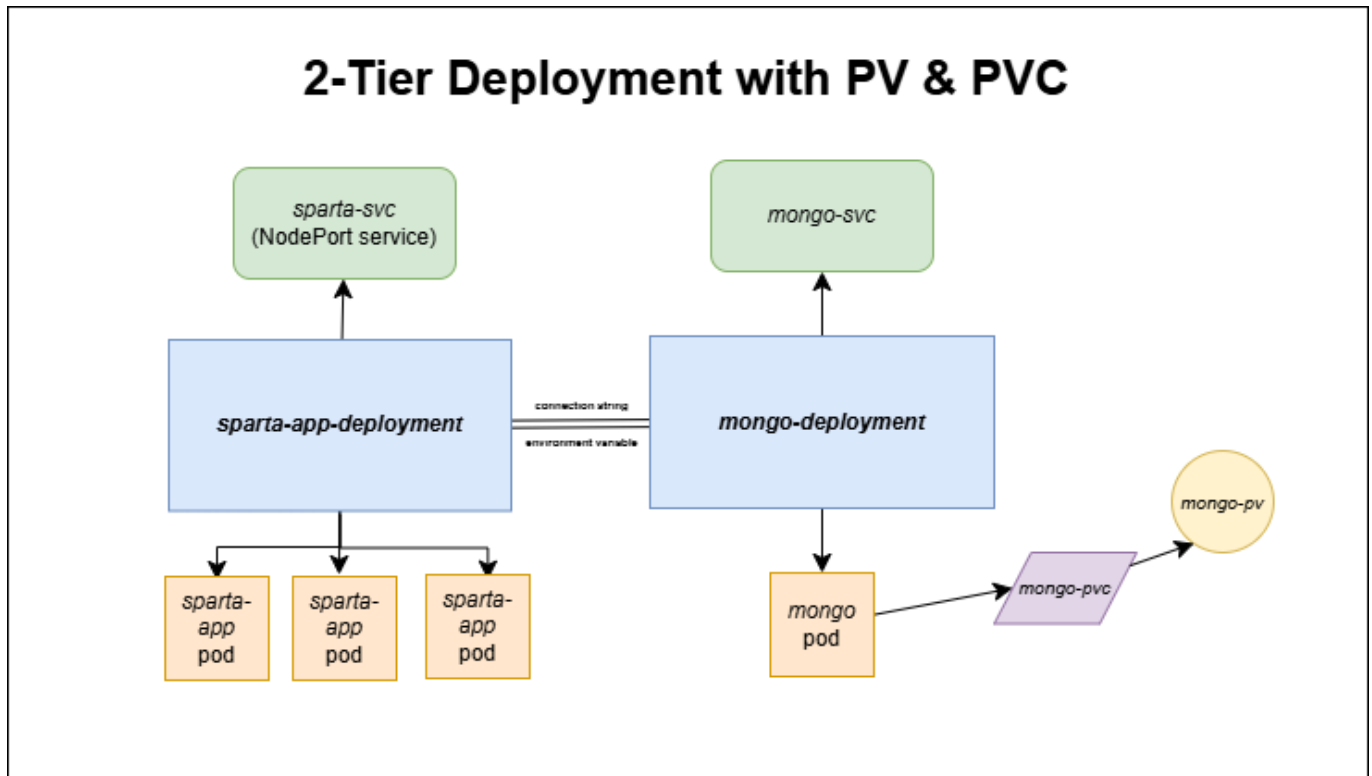 2-Tier Deployment with PV & PVC
sparta-svc
(NodePort service)
mongo-svc
sparta-app-deployment
connection string
environment variable
mongo-deployment
mongo-pv
mongo-pvc
sparta-
app
pod
sparta-
app
pod
sparta-
app
pod
mongo
pod